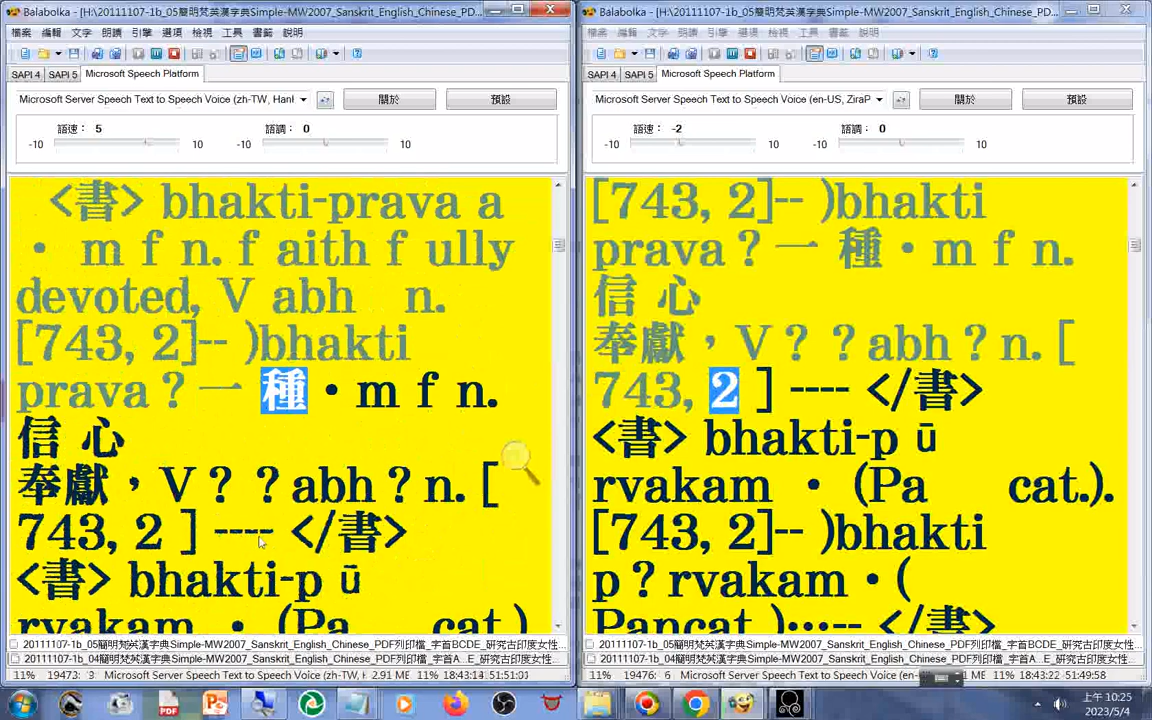 Balabolka - [H:\20111107-1b_05簡明梵英漢字典Simple-MW2007_Sanskrit_English_Chinese_PD...
檔案 編輯 文字 朗讀 引擎 選項 檢視 工具 書籤 說明
SAPI 4 SAPI 5 Microsoft Speech Platform
Microsoft Server Speech Text to Speech Voice (zh-TW, Hanl
關於 預設
語速： 5 語調： 0
-10 10 -10 10
<書> bhakti-prava a
• m f n. f aith f ully
devoted, V abh n.
[743, 2]-- )bhakti
prava？一 種•m f n.
信 心
奉獻，V？？abh？n. [
743, 2 ] ---- </書>
<書> bhakti-p ū
rvakam • (Pa cat.)
20111107-1b_05簡明梵英漢字典Simple-MW2007_Sanskrit_English_Chinese_PDF列印檔_字首BCDE_研究古印度女性...
20111107-1b_04簡明梵英漢字典Simple-MW2007_Sanskrit_English_Chinese_PDF列印檔_字首A...E_研究古印度女性...
11% 19473: '3 Microsoft Server Speech Text to Speech Voice (zh-TW, 2.91 ME 11% 18:43:14 51:51:01
Balabolka - [H:\20111107-1b_05簡明梵英漢字典Simple-MW2007_Sanskrit_English_Chinese_PD...
檔案 編輯 文字 朗讀 引擎 選項 檢視 工具 書籤 說明
SAPI 4 SAPI 5 Microsoft Speech Platform
Microsoft Server Speech Text to Speech Voice (en-US, ZiraP
關於 預設
語速： -2 語調： 0
-10 10 -10 10
[743, 2]-- )bhakti
prava？一 種•m f n.
信 心
奉獻，V？？abh？n. [
743, 2 ] ---- </書>
<書> bhakti-p ū
rvakam • (Pa cat.).
[743, 2]-- )bhakti
p？rvakam•(
Pancat.)…-- </書>
20111107-1b_05簡明梵英漢字典Simple-MW2007_Sanskrit_English_Chinese_PDF列印檔_字首BCDE_研究古印度女性...
20111107-1b_04簡明梵英漢字典Simple-MW2007_Sanskrit_English_Chinese_PDF列印檔_字首A...E_研究古印度女性...
11% 19476: 6 Microsoft Server Speech Text to Speech Voice (en-US, 2.91 ME 11% 18:43:22 51:49:58
PDF
上午 10:25
2023/5/4